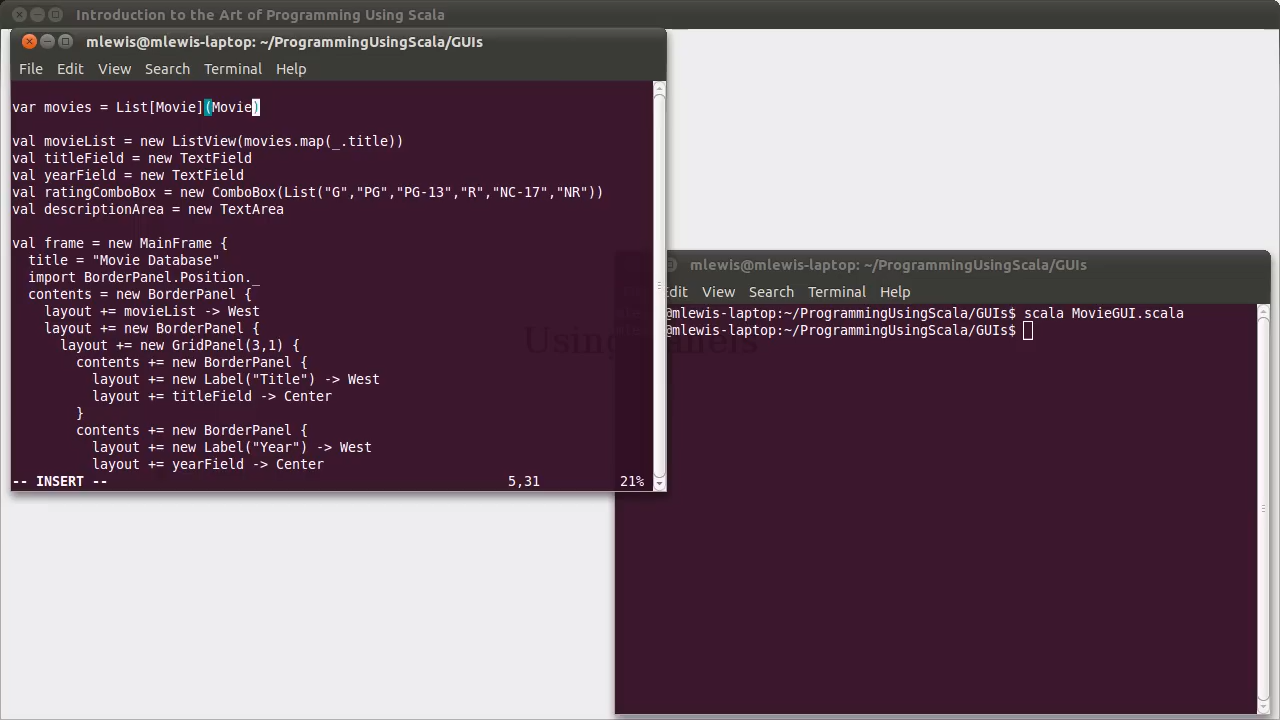 Introduction to the Art of Programming Using Scala
mlewis@mlewis-laptop: ~/ProgrammingUsingScala/GUIs
File Edit View Search Terminal Help
var movies = List[Movie](Movie)
val movieList = new ListView(movies.map(_.title))
val titleField = new TextField
val yearField = new TextField
val ratingComboBox = new ComboBox(List("G","PG","PG-13","R","NC-17","NR"))
val descriptionArea = new TextArea
val frame = new MainFrame {
  title = "Movie Database"
  import BorderPanel.Position._
  contents = new BorderPanel {
    layout += movieList -> West
    layout += new BorderPanel {
      layout += new GridPanel(3,1) {
        contents += new BorderPanel {
          layout += new Label("Title") -> West
          layout += titleField -> Center
        }
        contents += new BorderPanel {
          layout += new Label("Year") -> West
          layout += yearField -> Center
-- INSERT -- 5,31 21%
mlewis@mlewis-laptop: ~/ProgrammingUsingScala/GUIs
Edit View Search Terminal Help
@mlewis-laptop:~/ProgrammingUsingScala/GUIs$ scala MovieGUI.scala
@mlewis-laptop:~/ProgrammingUsingScala/GUIs$
Using Panels